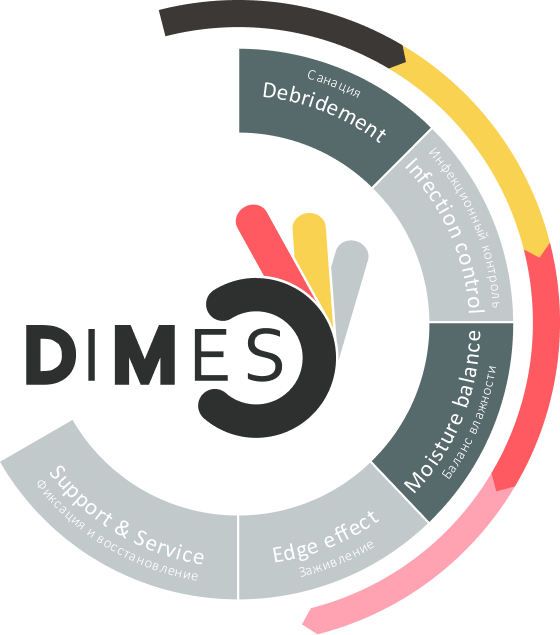 Санация
Debridement
Инфекционный контроль
Infection control
Moisture balance
Баланс влажности
Edge effect
Заживление
Support & Service
Фиксация и восстановление
DIMES